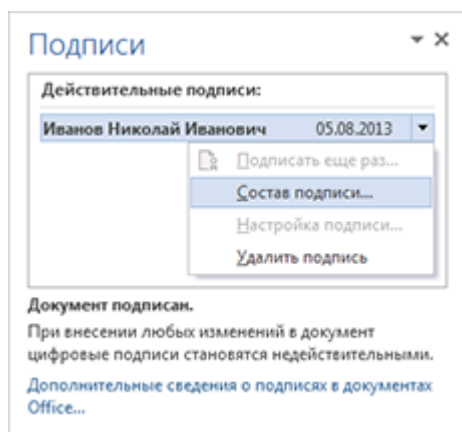 Подписи
Действительные подписи:
Иванов Николай Иванович 05.08.2013
Подписать еще раз...
Состав подписи...
Настройка подписи...
Удалить подпись
Документ подписан.
При внесении любых изменений в документ
цифровые подписи становятся недействительными.
Дополнительные сведения о подписях в документах
Office...